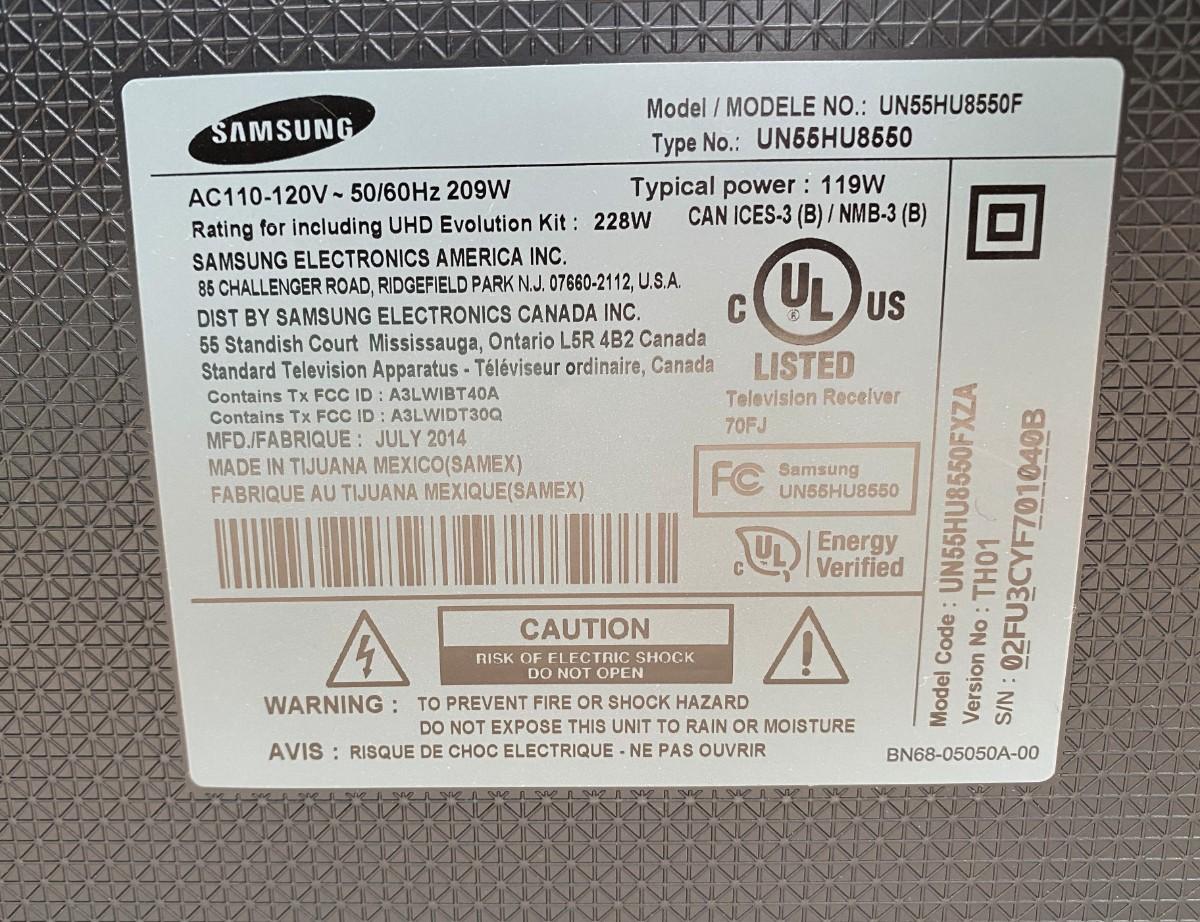 SAMSUNG
Model / MODELE NO.: UN55HU8550F
Type No.: UN55HU8550
AC110-120V ~ 50/60Hz 209W
Typical power : 119W
Rating for including UHD Evolution Kit : 228W
CAN ICES-3 (B) / NMB-3 (B)
SAMSUNG ELECTRONICS AMERICA INC.
85 CHALLENGER ROAD, RIDGEFIELD PARK N.J. 07660-2112, U.S.A.
DIST BY SAMSUNG ELECTRONICS CANADA INC.
55 Standish Court Mississauga, Ontario L5R 4B2 Canada
Standard Television Apparatus - Téléviseur ordinaire, Canada
Contains Tx FCC ID : A3LWIBT40A
Contains Tx FCC ID : A3LWIDT30Q
MFD./FABRIQUE : JULY 2014
MADE IN TIJUANA MEXICO(SAMEX)
FABRIQUE AU TIJUANA MEXIQUE(SAMEX)
C UL® US
LISTED
Television Receiver
70FJ
FC Samsung
UN55HU8550
C UL Energy
Verified
Model Code : UN55HU8550FXZA
Version No : TH01
S/N : 02FU3CYF701040B
CAUTION
RISK OF ELECTRIC SHOCK
DO NOT OPEN
WARNING : TO PREVENT FIRE OR SHOCK HAZARD
DO NOT EXPOSE THIS UNIT TO RAIN OR MOISTURE
AVIS : RISQUE DE CHOC ELECTRIQUE - NE PAS OUVRIR
BN68-05050A-00